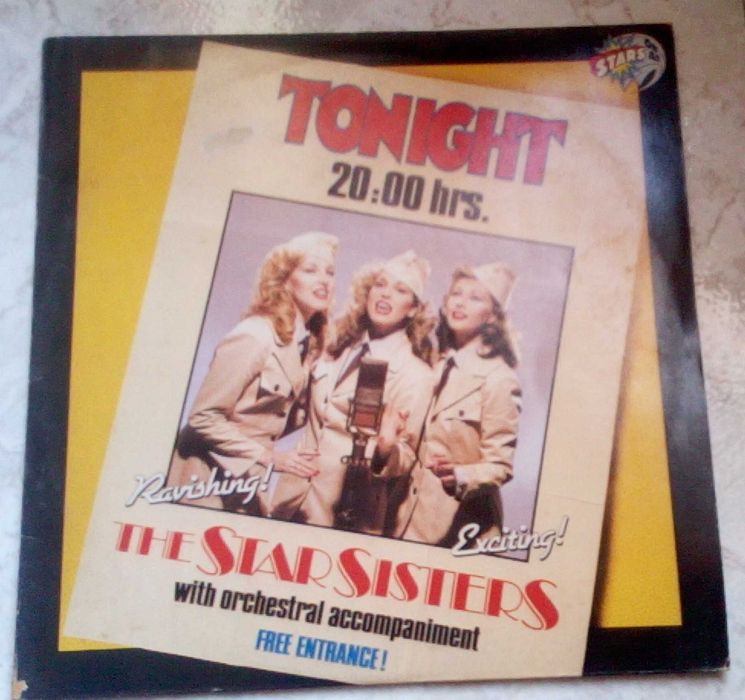 STARS
TONIGHT
20:00 hrs.
Ravishing!
Exciting!
THE STAR SISTERS
with orchestral accompaniment
FREE ENTRANCE!